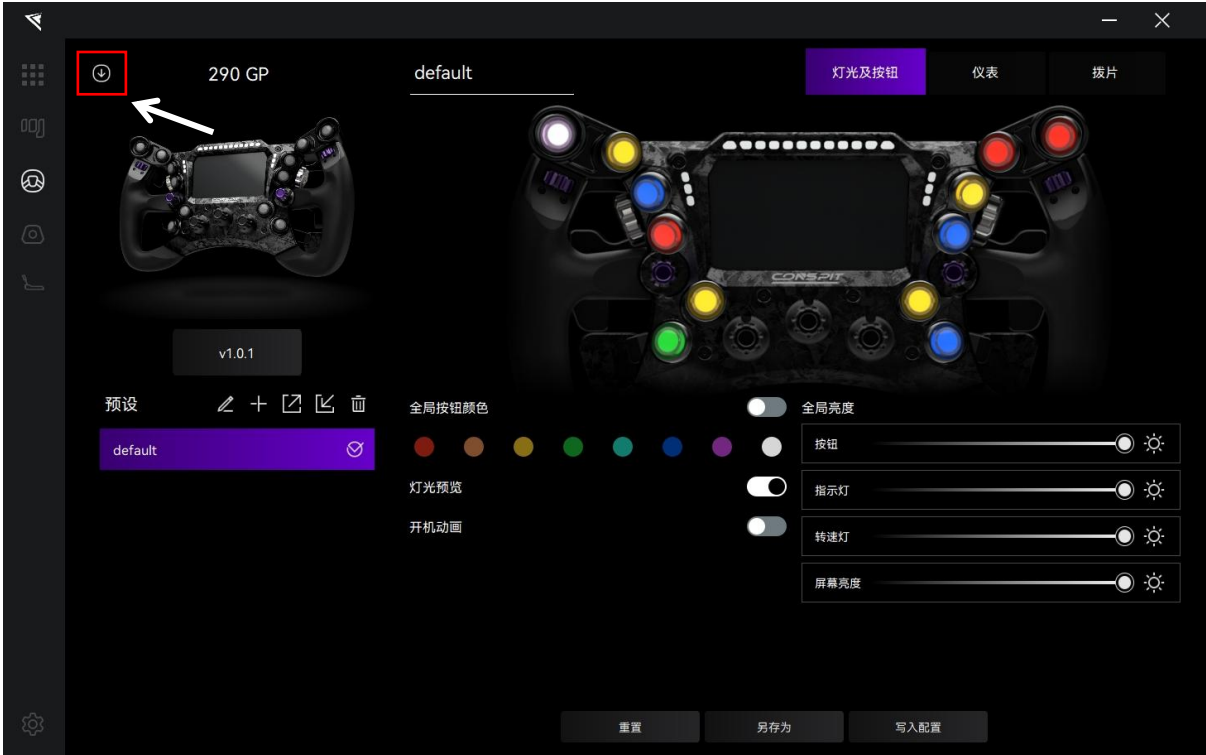 290 GP
default
灯光及按钮
仪表
拨片
CORSPIT
v1.0.1
预设
default
全局按钮颜色
全局亮度
按钮
灯光预览
指示灯
开机动画
转速灯
屏幕亮度
重置
另存为
写入配置